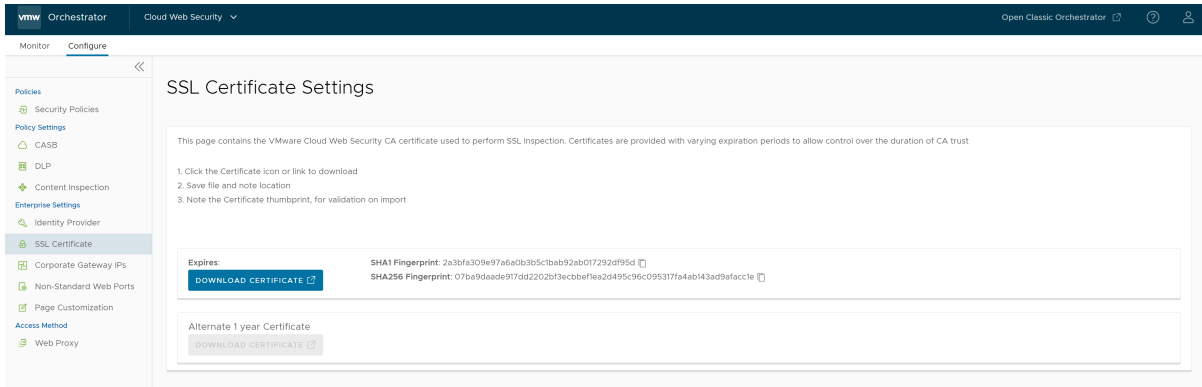 vmw Orchestrator Cloud Web Security Open Classic Orchestrator
Monitor Configure
Policies
Security Policies
Policy Settings
CASB
DLP
Content Inspection
Enterprise Settings
Identity Provider
SSL Certificate
Corporate Gateway IPs
Non-Standard Web Ports
Page Customization
Access Method
Web Proxy
SSL Certificate Settings
This page contains the VMware Cloud Web Security CA certificate used to perform SSL Inspection. Certificates are provided with varying expiration periods to allow control over the duration of CA trust
1. Click the Certificate icon or link to download
2. Save file and note location
3. Note the Certificate thumbprint, for validation on import
Expires:
DOWNLOAD CERTIFICATE
SHA1 Fingerprint: 2a3bfa309e97a6a0b3b5c1bab92ab017292df95d
SHA256 Fingerprint: 07ba9daade917dd2202bf3ecbbef1ea2d495c96c095317fa4ab143ad9afacc1e
Alternate 1 year Certificate
DOWNLOAD CERTIFICATE